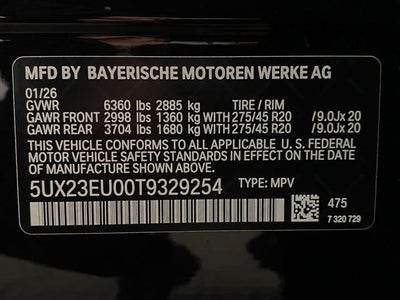 MFD BY BAYERISCHE MOTOREN WERKE AG
01/26
GVWR 6360 lbs 2885 kg TIRE / RIM
GAWR FRONT 2998 lbs 1360 kg WITH 275/45 R20 /9.0Jx 20
GAWR REAR 3704 lbs 1680 kg WITH 275/45 R20 /9.0Jx 20
THIS VEHICLE CONFORMS TO ALL APPLICABLE U. S. FEDERAL
MOTOR VEHICLE SAFETY STANDARDS IN EFFECT ON THE DATE
OF MANUFACTURE SHOWN ABOVE.
5UX23EU00T9329254 TYPE: MPV
475
7 320 729